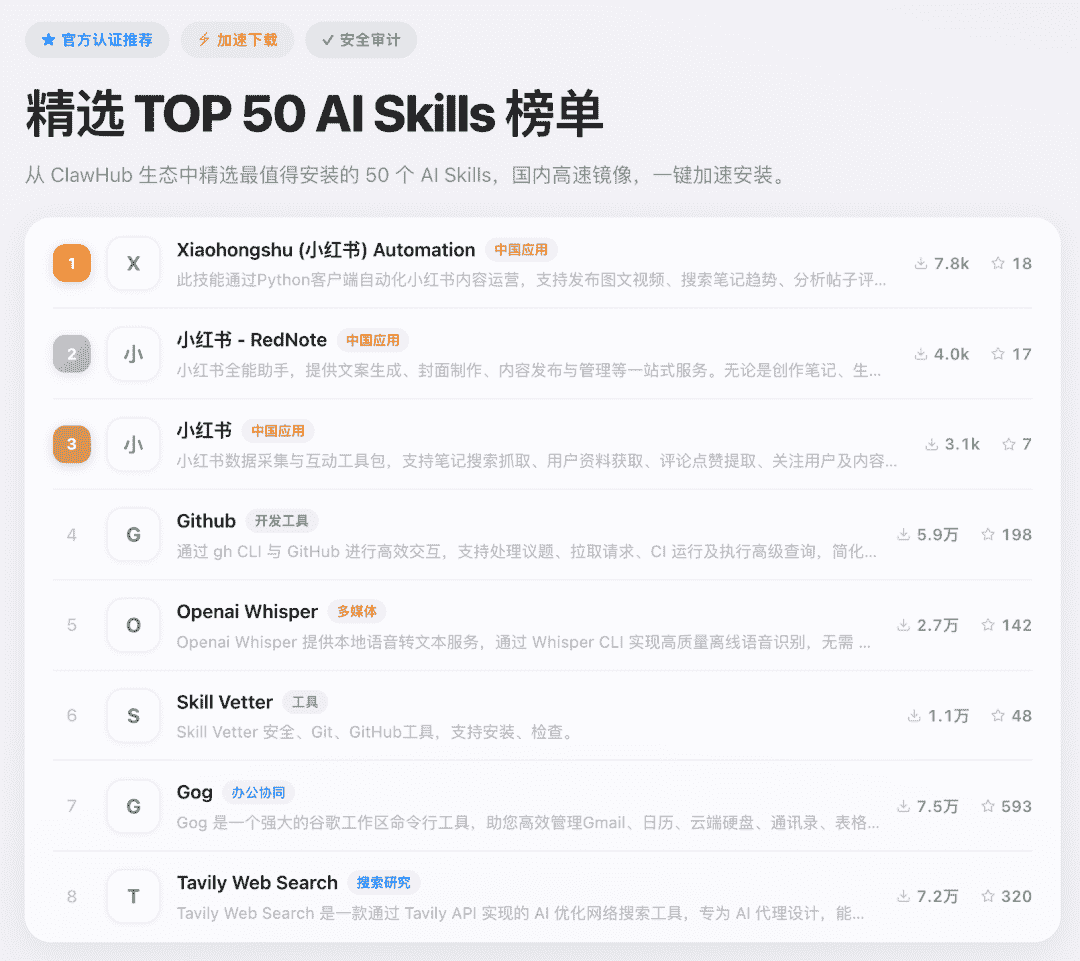 官方认证推荐 加速下载 安全审计
精选 TOP 50 AI Skills 榜单
从 ClawHub 生态中精选最值得安装的 50 个 AI Skills，国内高速镜像，一键加速安装。
1 X Xiaohongshu (小红书) Automation 中国应用 7.8k 18
此技能通过Python客户端自动化小红书内容运营，支持发布图文视频、搜索笔记趋势、分析帖子评...
2 小 小红书 - RedNote 中国应用 4.0k 17
小红书全能助手，提供文案生成、封面制作、内容发布与管理等一站式服务。无论是创作笔记、生...
3 小 小红书 中国应用 3.1k 7
小红书数据采集与互动工具包，支持笔记搜索抓取、用户资料获取、评论点赞提取、关注用户及内容...
4 G Github 开发工具 5.9万 198
通过 gh CLI 与 GitHub 进行高效交互，支持处理议题、拉取请求、CI 运行及执行高级查询，简化...
5 O Openai Whisper 多媒体 2.7万 142
Openai Whisper 提供本地语音转文本服务，通过 Whisper CLI 实现高质量离线语音识别，无需 ...
6 S Skill Vetter 工具 1.1万 48
Skill Vetter 安全、Git、GitHub工具，支持安装、检查。
7 G Gog 办公协同 7.5万 593
Gog 是一个强大的谷歌工作区命令行工具，助您高效管理Gmail、日历、云端硬盘、通讯录、表格...
8 T Tavily Web Search 搜索研究 7.2万 320
Tavily Web Search 是一款通过 Tavily API 实现的 AI 优化网络搜索工具，专为 AI 代理设计，能...